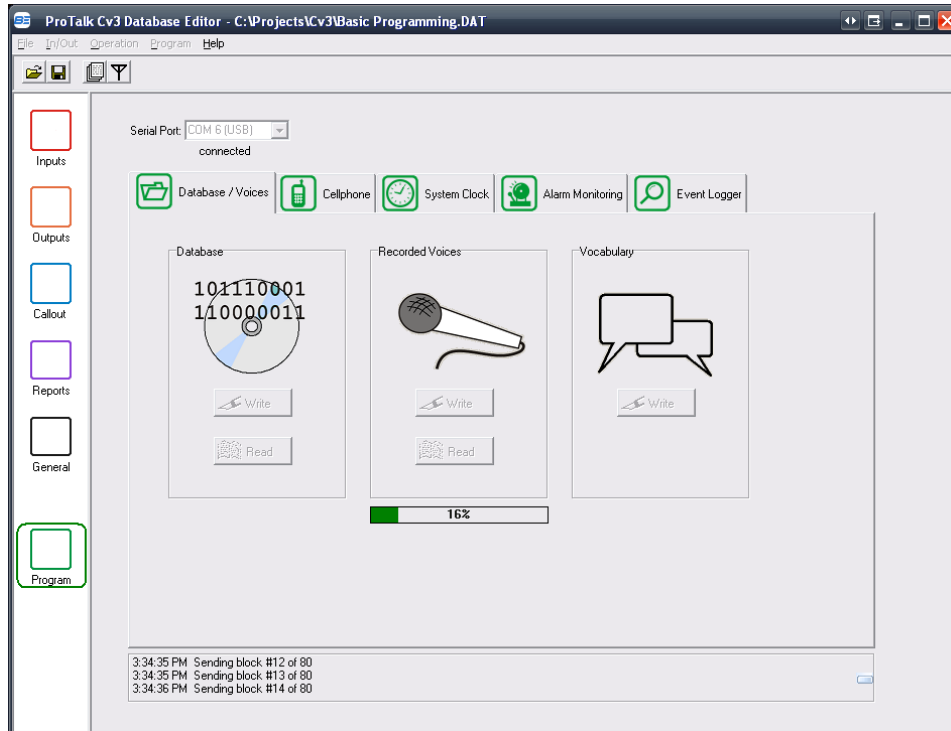 ProTalk Cv3 Database Editor - C:\Projects\Cv3\Basic Programming.DAT
File In/Out Operation Program Help
Serial Port: COM 6 (USB)
connected
Inputs
Outputs
Callout
Reports
General
Program
Database / Voices Cellphone System Clock Alarm Monitoring Event Logger
Database Recorded Voices Vocabulary
101110001
110000011
Write Write Write
Read Read
16%
3:34:35 PM Sending block #12 of 80
3:34:35 PM Sending block #13 of 80
3:34:36 PM Sending block #14 of 80